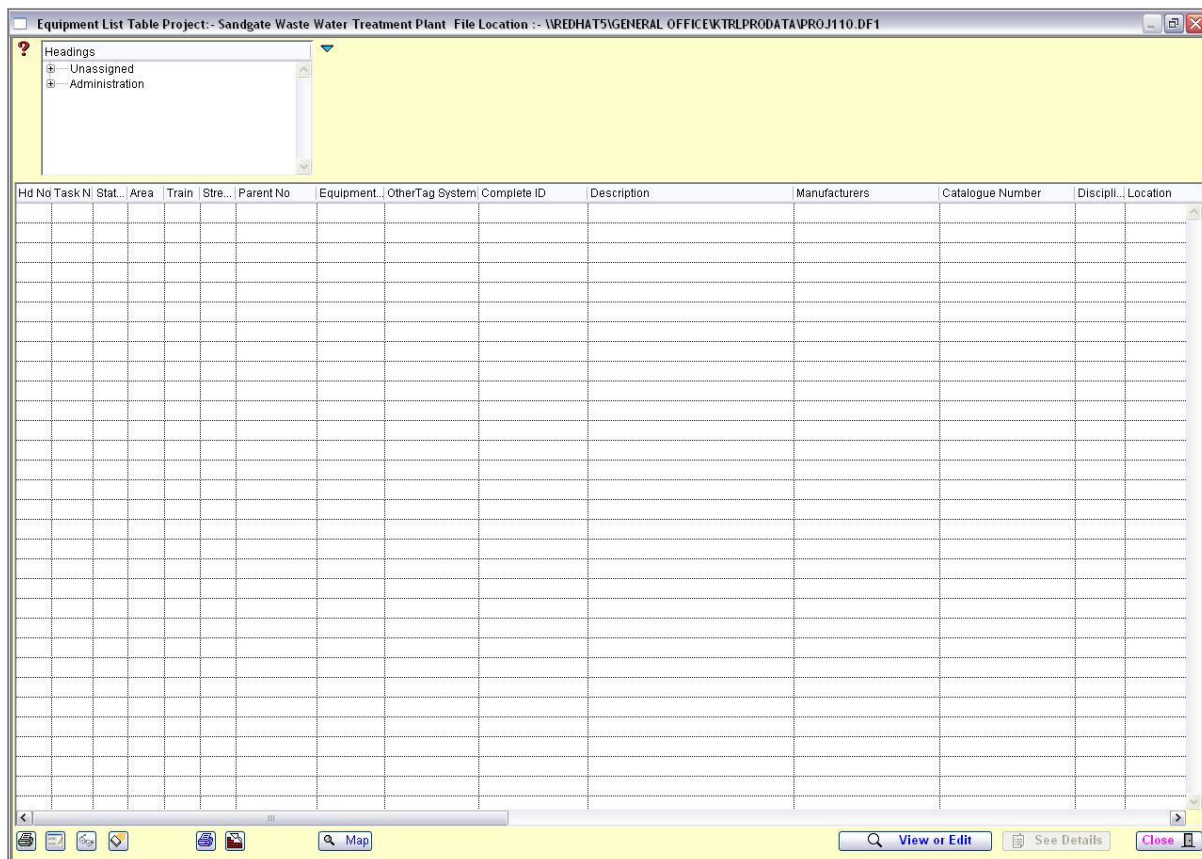 Equipment List Table Project:- Sandgate Waste Water Treatment Plant File Location :- \\REDHAT5\GENERAL OFFICE\KTRLPRODATA\PROJ110.DF1
?
Headings
Unassigned
Administration
Hd No Task N Stat... Area Train Stre... Parent No Equipment... OtherTag System Complete ID Description Manufacturers Catalogue Number Discipli... Location
Map View or Edit See Details Close